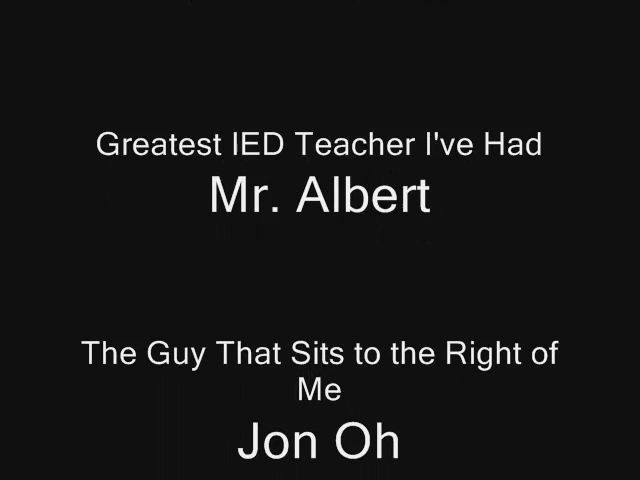 Greatest IED Teacher I've Had
Mr. Albert
The Guy That Sits to the Right of
Me
Jon Oh